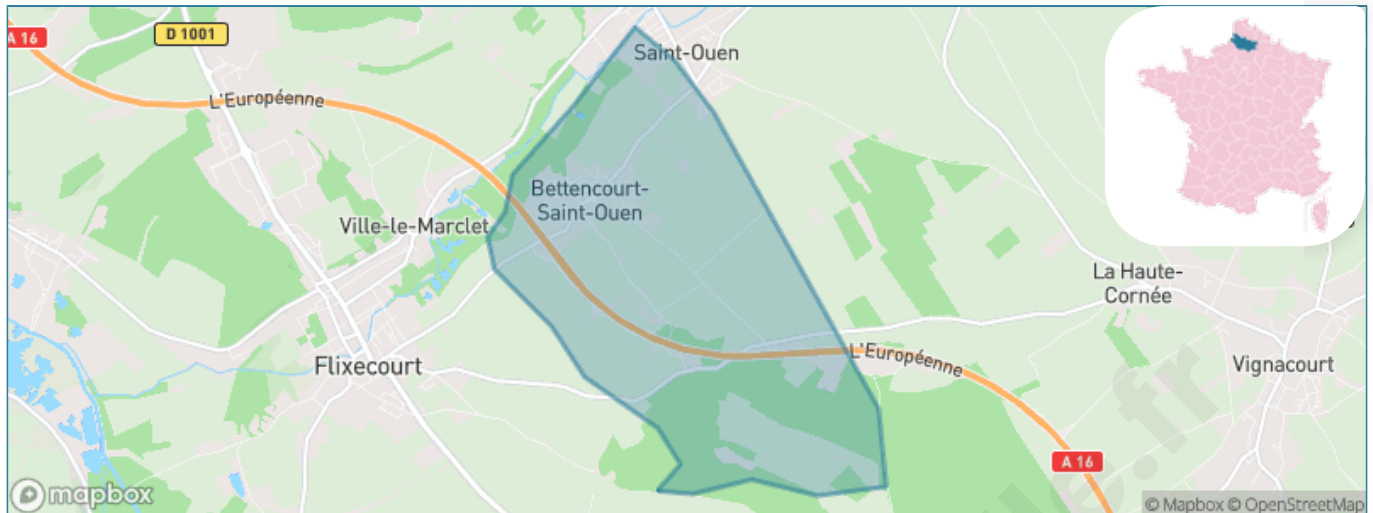 A 16
D 1001
L'Européenne
Saint-Ouen
Bettencourt-
Saint-Ouen
Ville-le-Marclet
Flixecourt
La Haute-
Cornée
L'Européenne
Vignacourt
A 16
mapbox
© Mapbox © OpenStreetMap